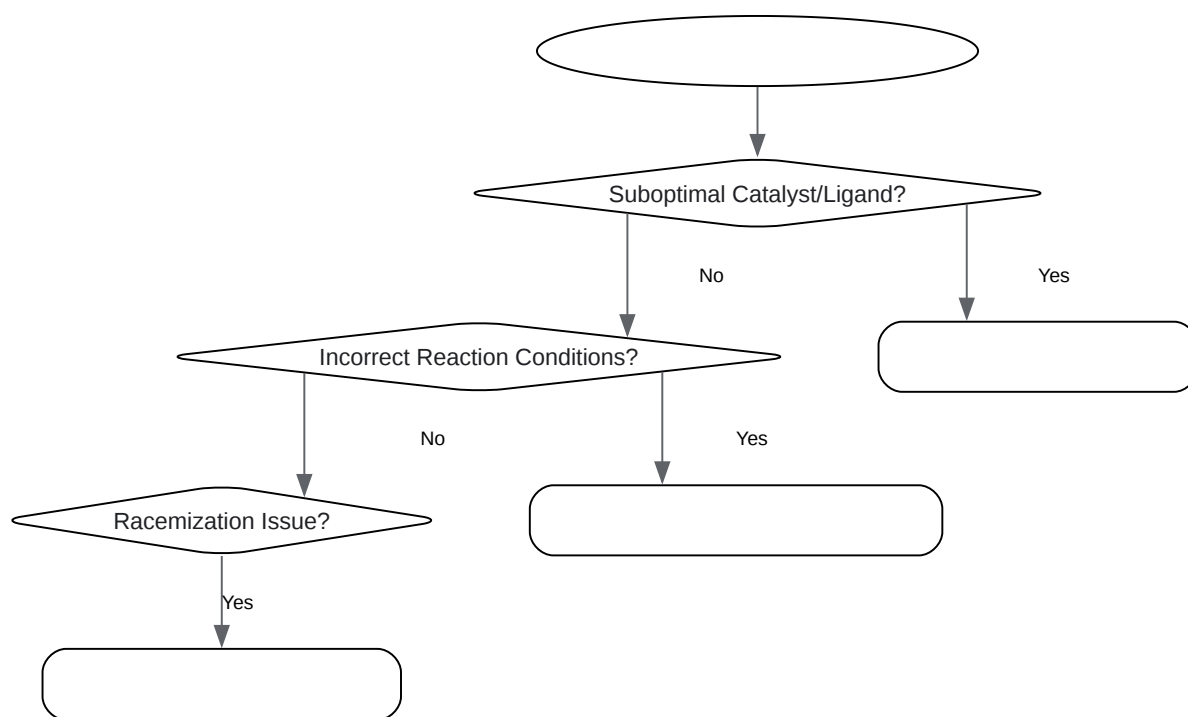 Suboptimal Catalyst/Ligand?
No
Yes
Incorrect Reaction Conditions?
No
Yes
Racemization Issue?
Yes